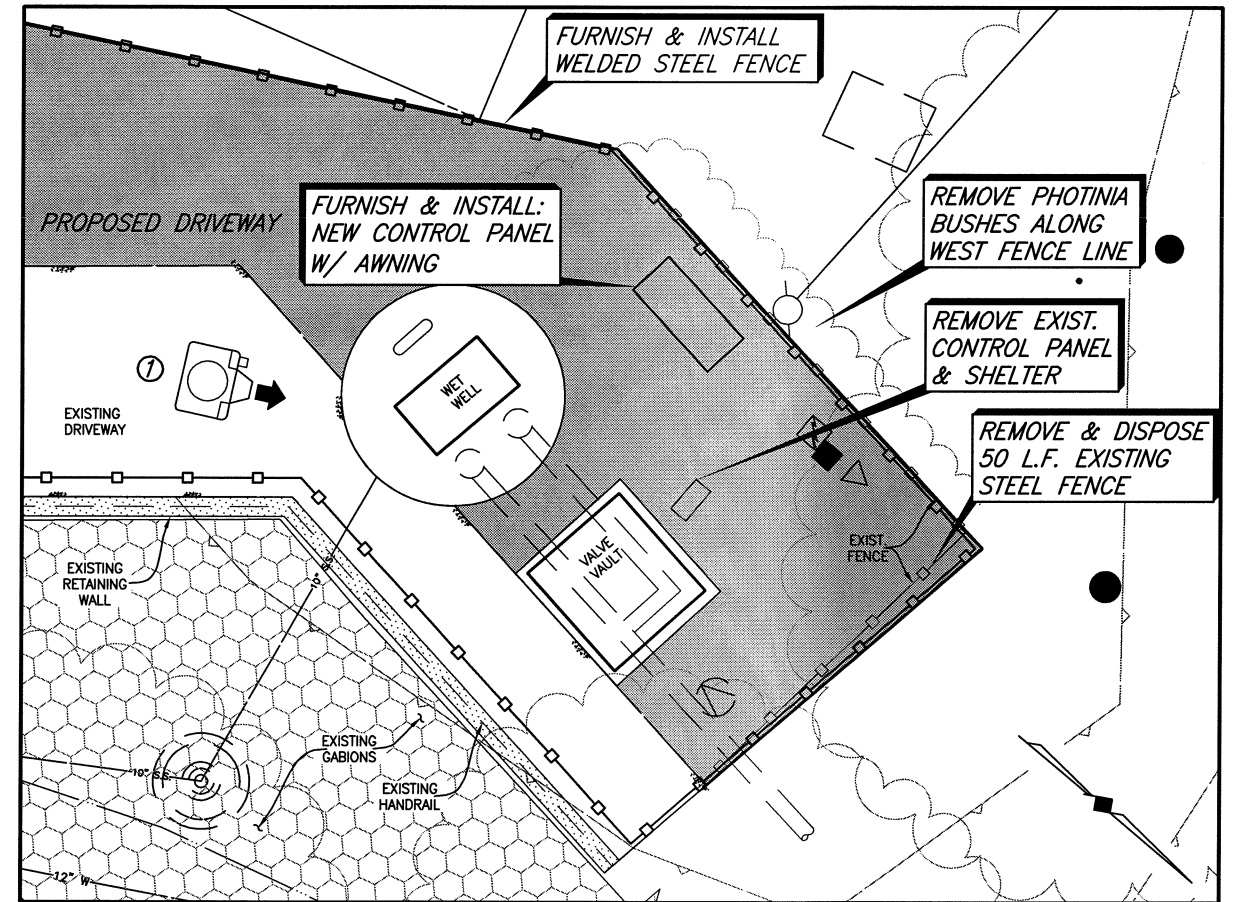 FURNISH & INSTALL
WELDED STEEL FENCE
PROPOSED DRIVEWAY
FURNISH & INSTALL:
NEW CONTROL PANEL
W/ AWNING
REMOVE PHOTINIA
BUSHES ALONG
WEST FENCE LINE
REMOVE EXIST.
CONTROL PANEL
& SHELTER
1
EXISTING
DRIVEWAY
WET
WELL
REMOVE & DISPOSE
50 L.F. EXISTING
STEEL FENCE
EXIST.
FENCE
VALVE
VAULT
EXISTING
RETAINING
WALL
10" S.S.
EXISTING
GABIONS
10" S.S.
EXISTING
HANDRAIL
12" W